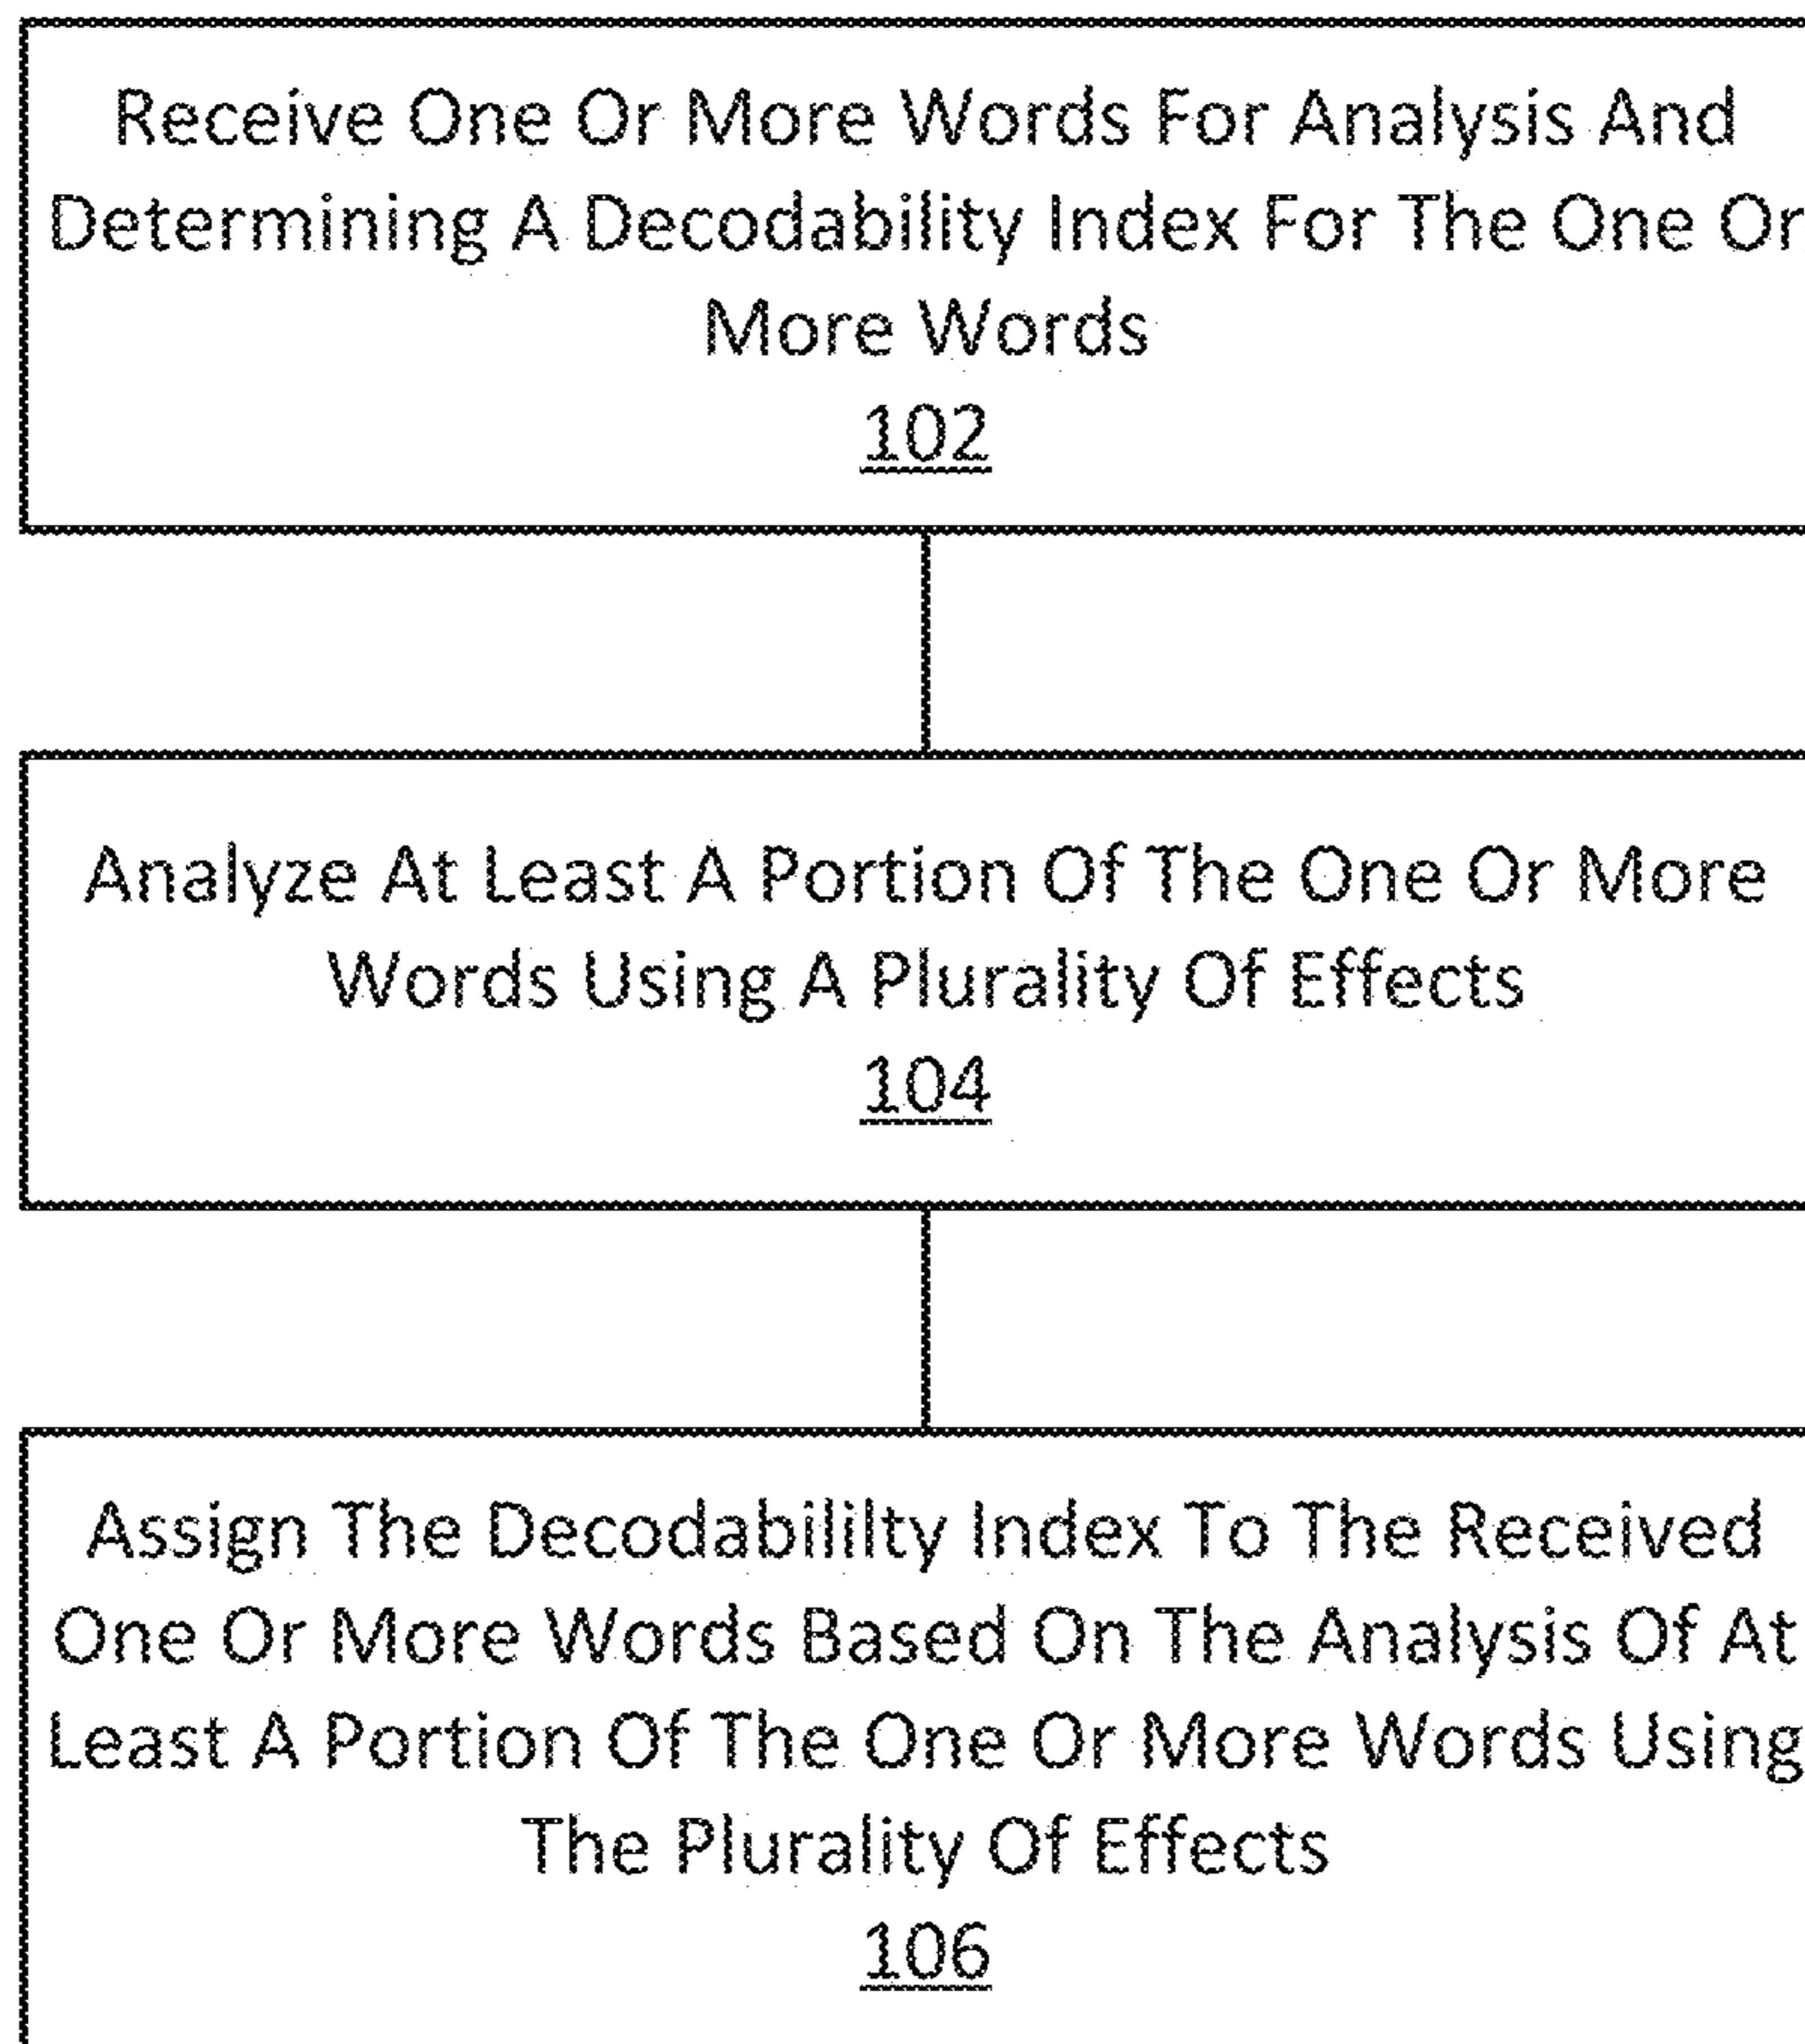 Receive One Or More Words For Analysis And
Determining A Decodability Index For The One Or
More Words
102
Analyze At Least A Portion Of The One Or More
Words Using A Plurality Of Effects
104
Assign The Decodabililty Index To The Received
One Or More Words Based On The Analysis Of At
Least A Portion Of The One Or More Words Using
The Plurality Of Effects
106